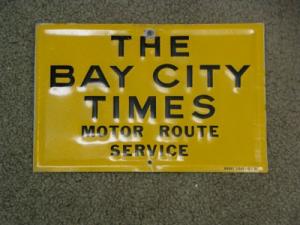 THE
BAY CITY
TIMES
MOTOR ROUTE
SERVICE